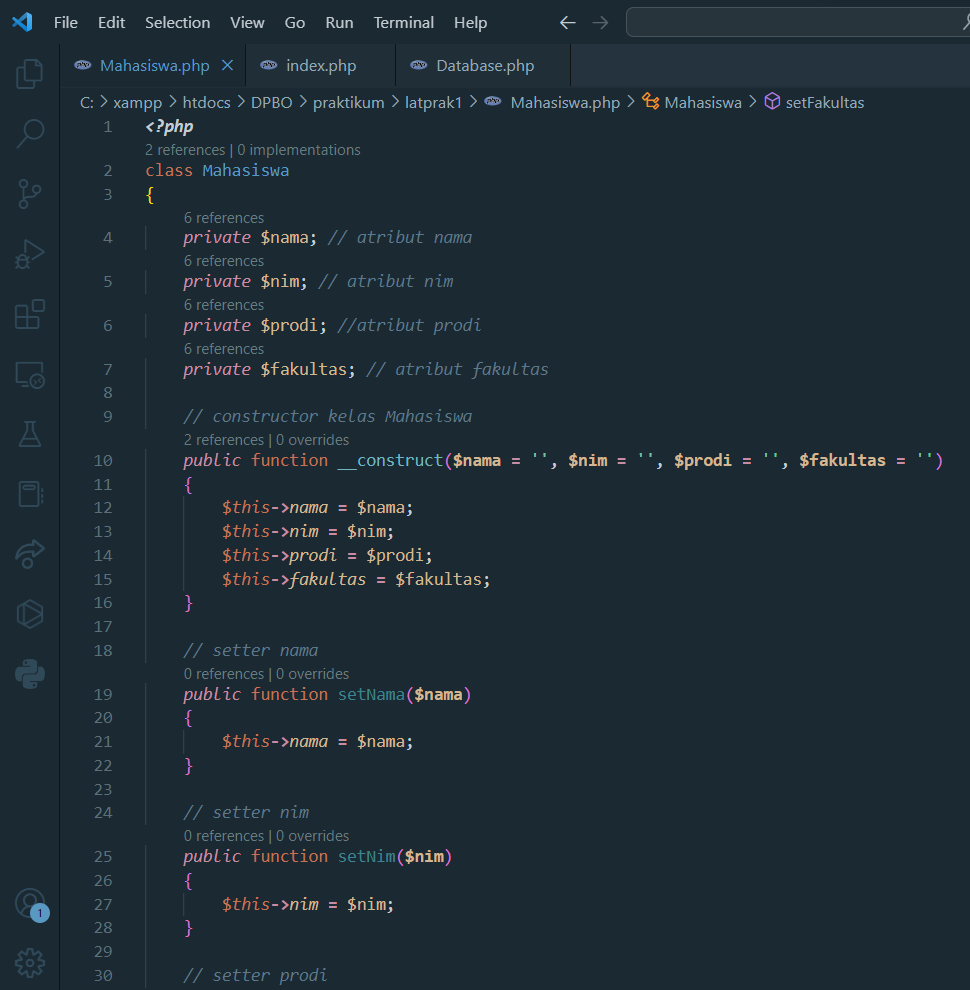 File Edit Selection View Go Run Terminal Help
php Mahasiswa.php php index.php php Database.php
C: > xampp > htdocs > DPBO > praktikum > latprak1 > php Mahasiswa.php > Mahasiswa > setFakultas
1 <?php
2 references | 0 implementations
2 class Mahasiswa
3 {
6 references
4 private $nama; // atribut nama
6 references
5 private $nim; // atribut nim
6 references
6 private $prodi; //atribut prodi
6 references
7 private $fakultas; // atribut fakultas
8
9 // constructor kelas Mahasiswa
2 references | 0 overrides
10 public function __construct($nama = '', $nim = '', $prodi = '', $fakultas = '')
11 {
12 $this->nama = $nama;
13 $this->nim = $nim;
14 $this->prodi = $prodi;
15 $this->fakultas = $fakultas;
16 }
17
18 // setter nama
0 references | 0 overrides
19 public function setNama($nama)
20 {
21 $this->nama = $nama;
22 }
23
24 // setter nim
0 references | 0 overrides
25 public function setNim($nim)
26 {
27 $this->nim = $nim;
28 }
29
30 // setter prodi
1